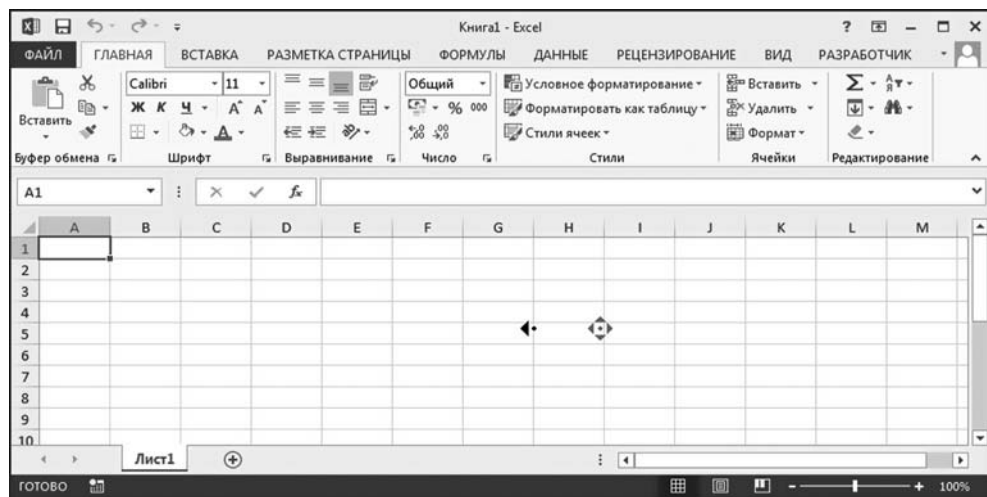 Книга1 - Excel
ФАЙЛ ГЛАВНАЯ ВСТАВКА РАЗМЕТКА СТРАНИЦЫ ФОРМУЛЫ ДАННЫЕ РЕЦЕНЗИРОВАНИЕ ВИД РАЗРАБОТЧИК
Вставить
Буфер обмена
Calibri 11
Ж К Ч А А
А
Шрифт
Выравнивание
Общий
% 000
Число
Условное форматирование
Форматировать как таблицу
Стили ячеек
Стили
Вставить
Удалить
Формат
Ячейки
Редактирование
A1
fx
A B C D E F G H I J K L M
1
2
3
4
5
6
7
8
9
10
Лист1
ГОТОВО 100%